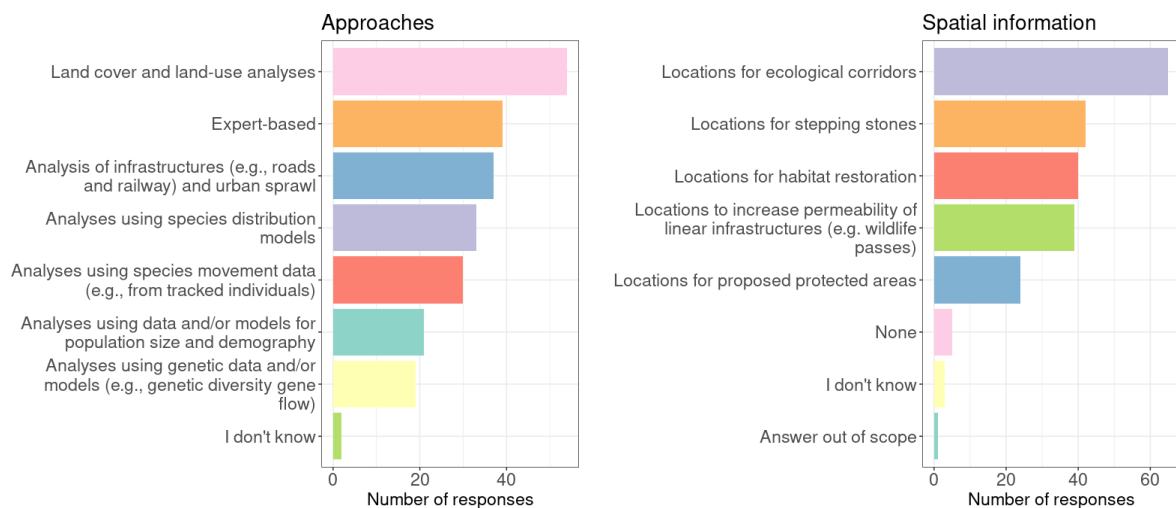 Approaches
Land cover and land-use analyses
Expert-based
Analysis of infrastructures (e.g., roads
and railway) and urban sprawl
Analyses using species distribution
models
Analyses using species movement data
(e.g., from tracked individuals)
Analyses using data and/or models for
population size and demography
Analyses using genetic data and/or
models (e.g., genetic diversity gene
flow)
I don't know
0 20 40
Number of responses
Spatial information
Locations for ecological corridors
Locations for stepping stones
Locations for habitat restoration
Locations to increase permeability of
linear infrastructures (e.g. wildlife
passes)
Locations for proposed protected areas
None
I don't know
Answer out of scope
0 20 40 60
Number of responses